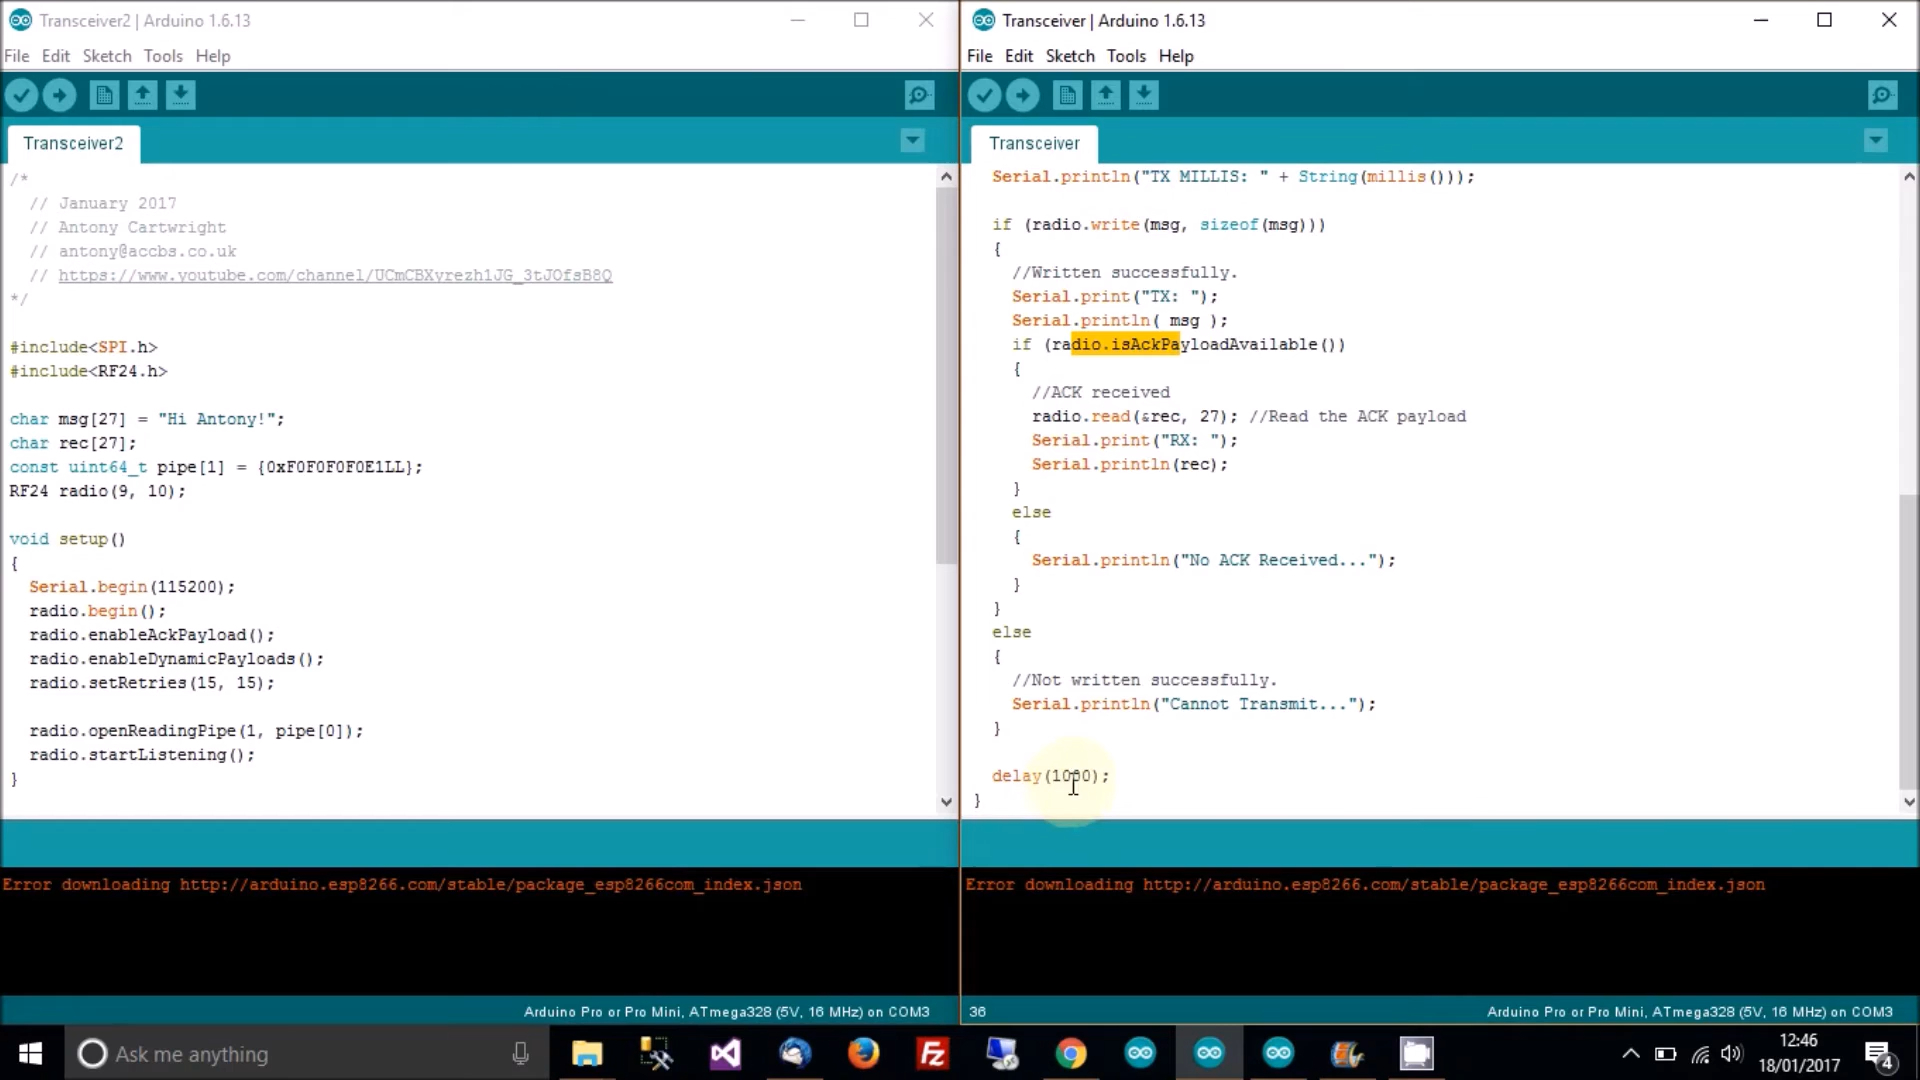 Transceiver2 | Arduino 1.6.13
File Edit Sketch Tools Help
Transceiver2
/*
// January 2017
// Antony Cartwright
// antony@accbs.co.uk
// https://www.youtube.com/channel/UCmCBXyrezh1JG_3tJOfsB8Q
*/
#include<SPI.h>
#include<RF24.h>
char msg[27] = "Hi Antony!";
char rec[27];
const uint64_t pipe[1] = {0xF0F0F0F0E1LL};
RF24 radio(9, 10);
void setup()
{
Serial.begin(115200);
radio.begin();
radio.enableAckPayload();
radio.enableDynamicPayloads();
radio.setRetries(15, 15);
radio.openReadingPipe(1, pipe[0]);
radio.startListening();
}
Error downloading http://arduino.esp8266.com/stable/package_esp8266com_index.json
Arduino Pro or Pro Mini, ATmega328 (5V, 16 MHz) on COM3
Transceiver | Arduino 1.6.13
File Edit Sketch Tools Help
Transceiver
Serial.println("TX MILLIS: " + String(millis()));
if (radio.write(msg, sizeof(msg)))
{
//Written successfully.
Serial.print("TX: ");
Serial.println( msg );
if (radio.isAckPayloadAvailable())
{
//ACK received
radio.read(&rec, 27); //Read the ACK payload
Serial.print("RX: ");
Serial.println(rec);
}
else
{
Serial.println("No ACK Received...");
}
}
else
{
//Not written successfully.
Serial.println("Cannot Transmit...");
}
delay(1000);
}
Error downloading http://arduino.esp8266.com/stable/package_esp8266com_index.json
36
Arduino Pro or Pro Mini, ATmega328 (5V, 16 MHz) on COM3
Ask me anything
Fz
12:46
18/01/2017
4